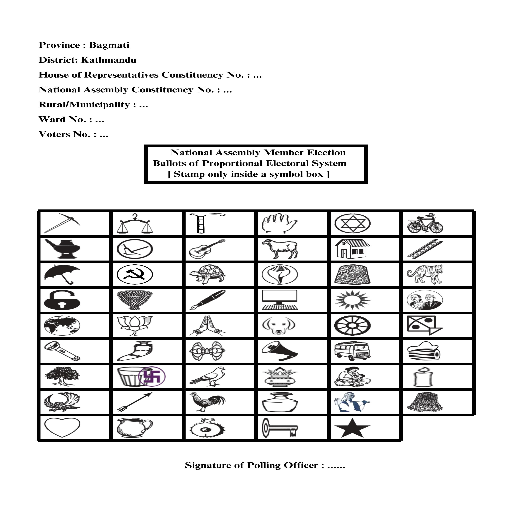 Province : Bagmati
District: Kathmandu
House of Representatives Constituency No. : ...
National Assembly Constituency No. : ...
Rural/Municipality : ...
Ward No. : ...
Voters No. : ...
National Assembly Member Election
Ballots of Proportional Electoral System
[ Stamp only inside a symbol box ]
Signature of Polling Officer : ......